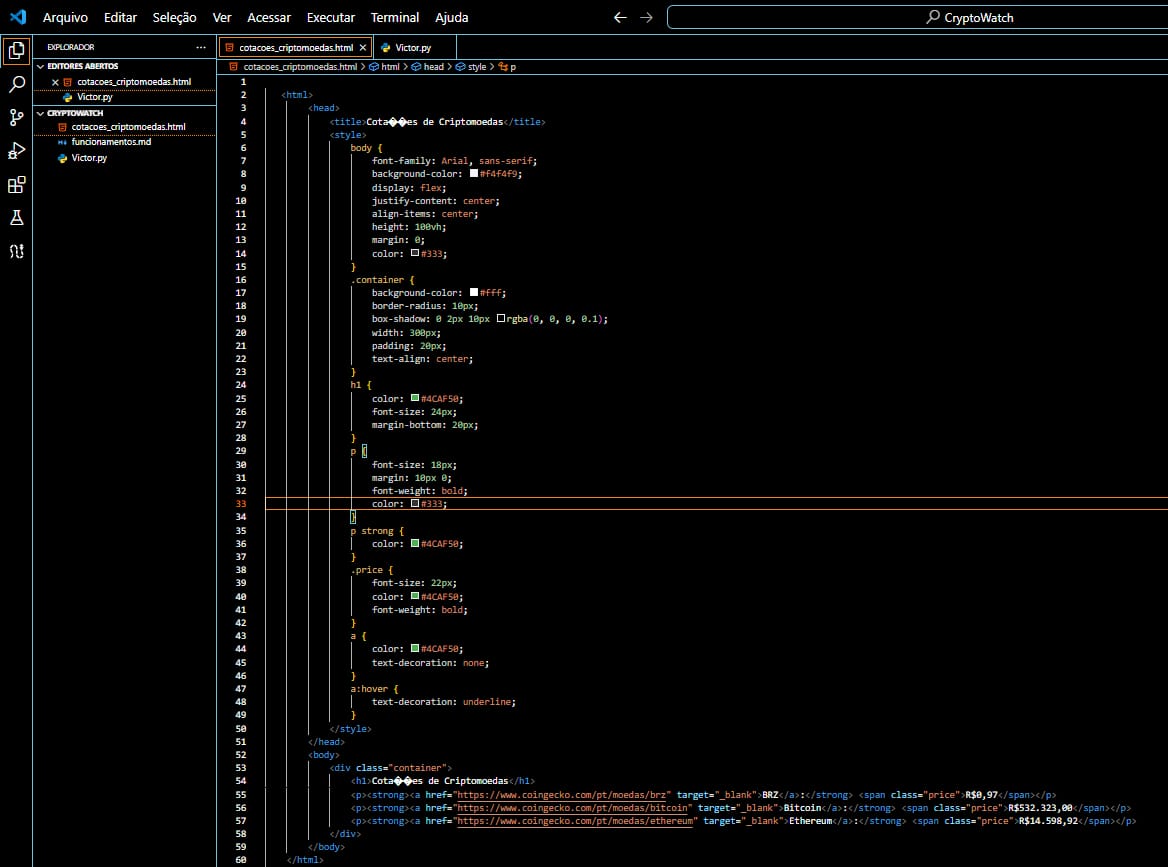 Arquivo Editar Seleção Ver Acessar Executar Terminal Ajuda
CryptoWatch
EXPLORADOR
EDITORES ABERTOS
cotacoes_criptomoedas.html
Victor.py
CRYPTOWATCH
cotacoes_criptomoedas.html
funcionamentos.md
Victor.py
cotacoes_criptomoedas.html Victor.py
cotacoes_criptomoedas.html > html > head > style > p
1
2 <html>
3 <head>
4 <title>Cota��es de Criptomoedas</title>
5 <style>
6 body {
7 font-family: Arial, sans-serif;
8 background-color: #f4f4f9;
9 display: flex;
10 justify-content: center;
11 align-items: center;
12 height: 100vh;
13 margin: 0;
14 color: #333;
15 }
16 .container {
17 background-color: #fff;
18 border-radius: 10px;
19 box-shadow: 0 2px 10px rgba(0, 0, 0, 0.1);
20 width: 300px;
21 padding: 20px;
22 text-align: center;
23 }
24 h1 {
25 color: #4CAF50;
26 font-size: 24px;
27 margin-bottom: 20px;
28 }
29 p {
30 font-size: 18px;
31 margin: 10px 0;
32 font-weight: bold;
33 color: #333;
34 }
35 p strong {
36 color: #4CAF50;
37 }
38 .price {
39 font-size: 22px;
40 color: #4CAF50;
41 font-weight: bold;
42 }
43 a {
44 color: #4CAF50;
45 text-decoration: none;
46 }
47 a:hover {
48 text-decoration: underline;
49 }
50 </style>
51 </head>
52 <body>
53 <div class="container">
54 <h1>Cota��es de Criptomoedas</h1>
55 <p><strong><a href="https://www.coingecko.com/pt/moedas/brz" target="_blank">BRZ</a>:</strong> <span class="price">R$0,97</span></p>
56 <p><strong><a href="https://www.coingecko.com/pt/moedas/bitcoin" target="_blank">Bitcoin</a>:</strong> <span class="price">R$532.323,00</span></p>
57 <p><strong><a href="https://www.coingecko.com/pt/moedas/ethereum" target="_blank">Ethereum</a>:</strong> <span class="price">R$14.598,92</span></p>
58 </div>
59 </body>
60 </html>